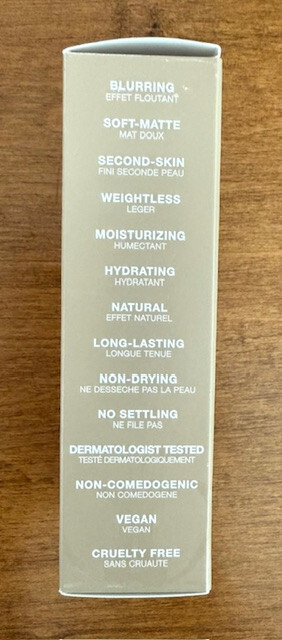 BLURRING
EFFET FLOUTANT
SOFT-MATTE
MAT DOUX
SECOND-SKIN
FINI SECONDE PEAU
WEIGHTLESS
LEGER
MOISTURIZING
HUMECTANT
HYDRATING
HYDRATANT
NATURAL
EFFET NATUREL
LONG-LASTING
LONGUE TENUE
NON-DRYING
NE DESSECHE PAS LA PEAU
NO SETTLING
NE FILE PAS
DERMATOLOGIST TESTED
TESTÉ DERMATOLOGIQUEMENT
NON-COMEDOGENIC
NON COMEDOGENE
VEGAN
VEGAN
CRUELTY FREE
SANS CRUAUTE